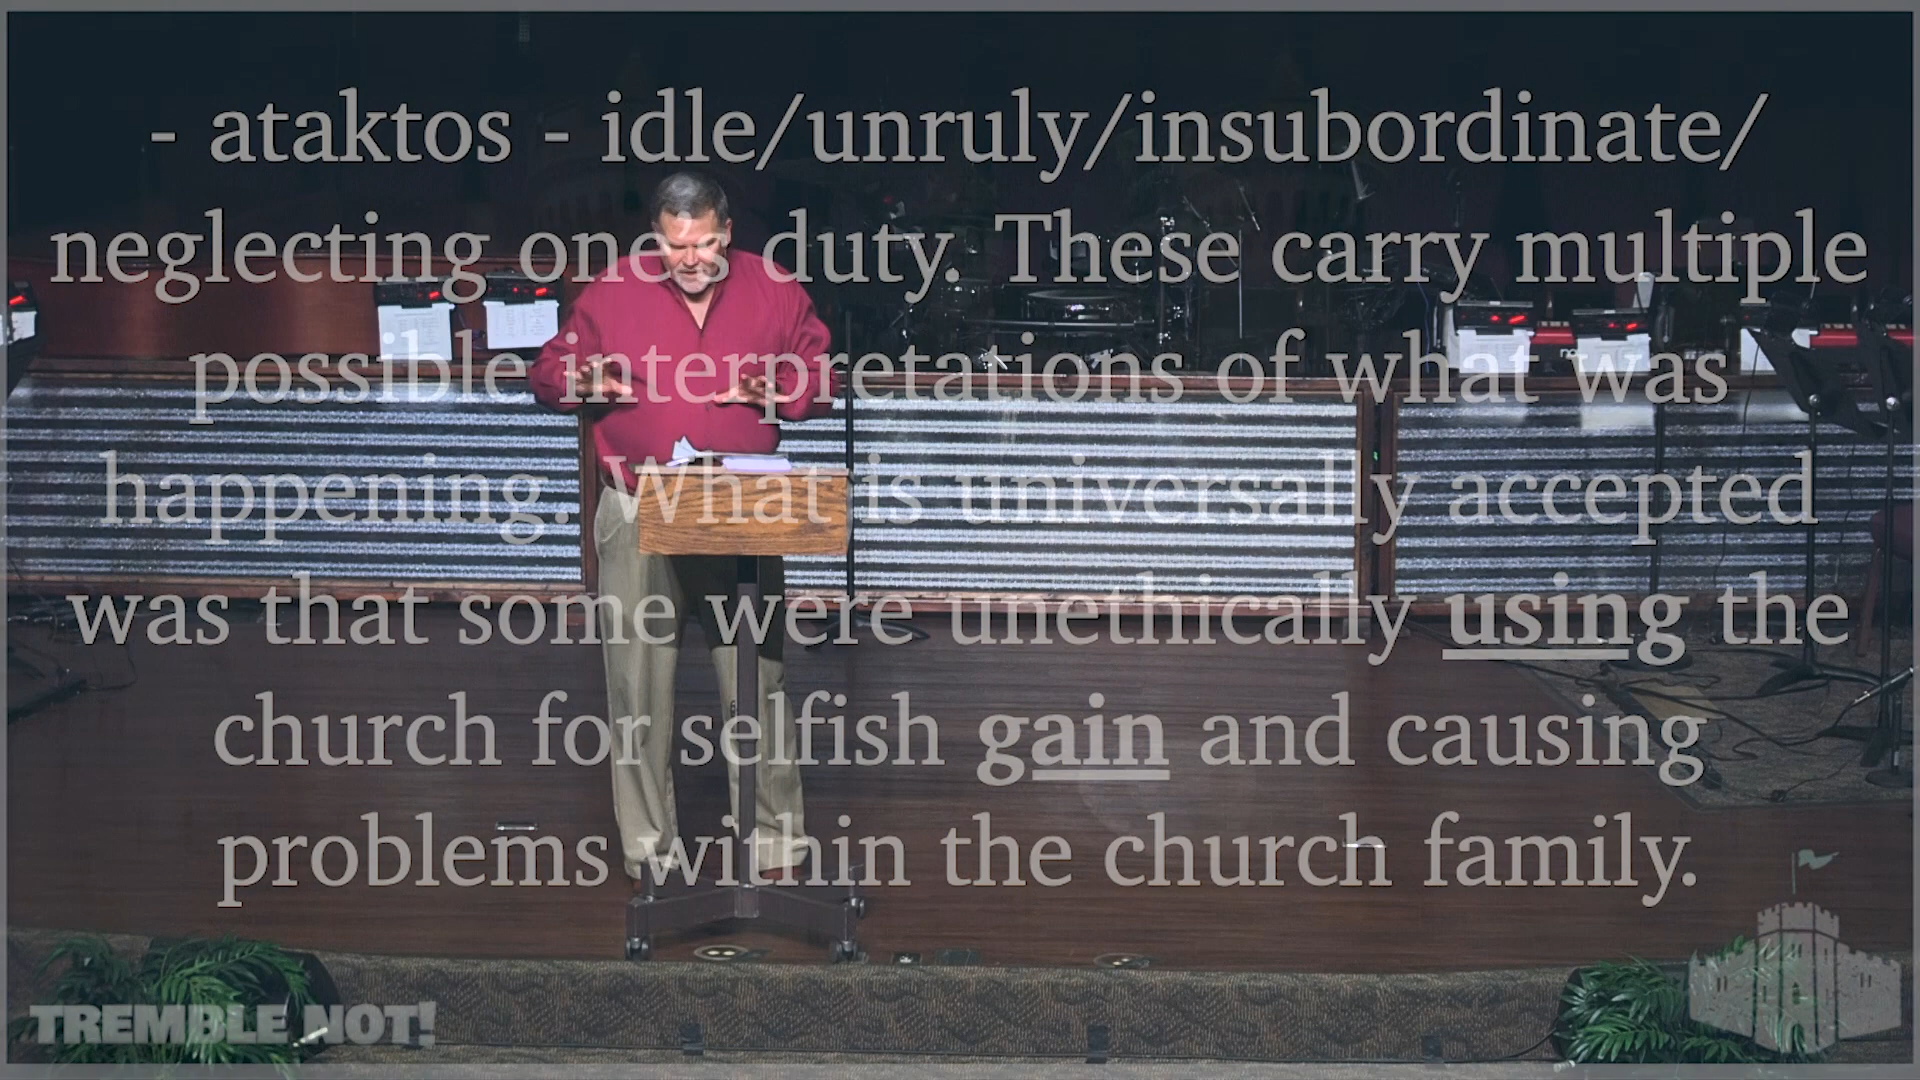 - ataktos - idle/unruly/insubordinate/
neglecting one's duty. These carry multiple
possible interpretations of what was
happening. What is universally accepted
was that some were unethically using the
church for selfish gain and causing
problems within the church family.
TREMBLE NOT!